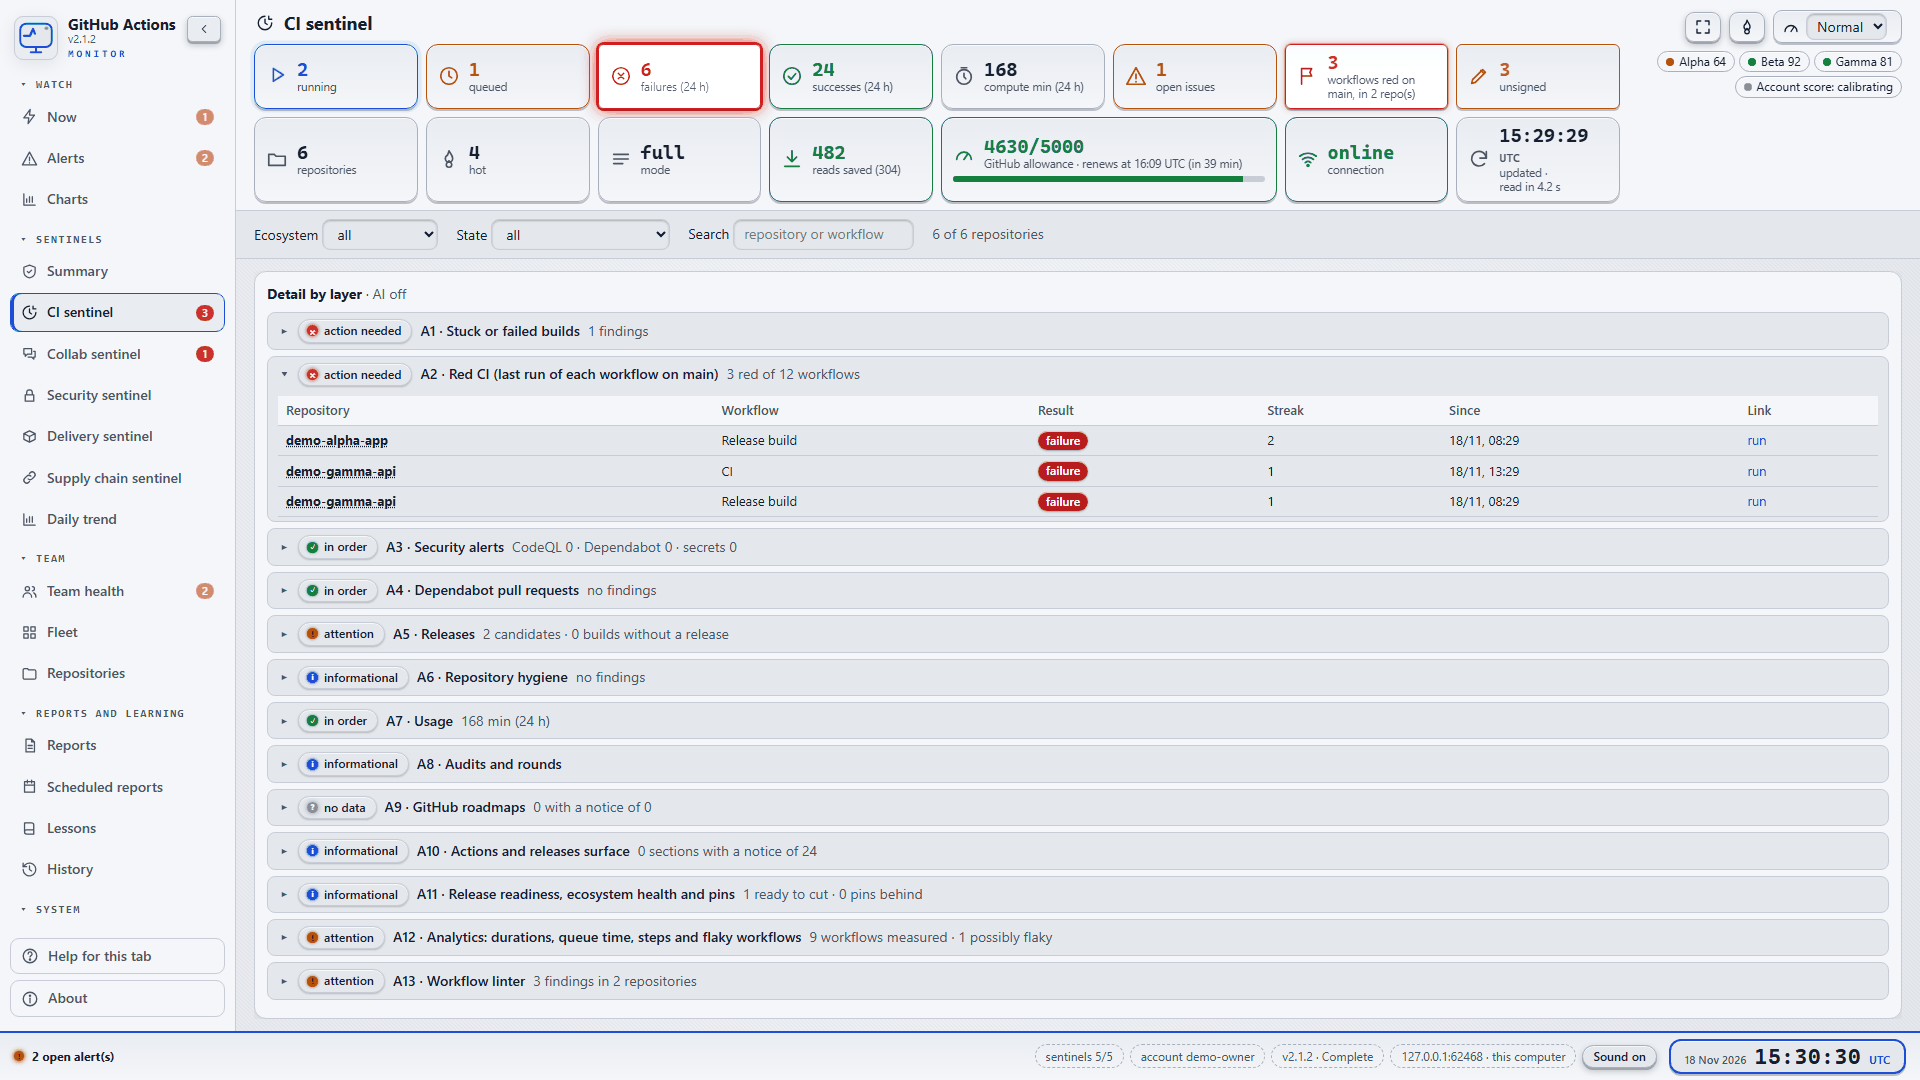 GitHub Actions
v2.1.2
MONITOR
WATCH
Now 1
Alerts 2
Charts
SENTINELS
Summary
CI sentinel 3
Collab sentinel 1
Security sentinel
Delivery sentinel
Supply chain sentinel
Daily trend
TEAM
Team health 2
Fleet
Repositories
REPORTS AND LEARNING
Reports
Scheduled reports
Lessons
History
SYSTEM
Help for this tab
About
CI sentinel
Normal
Alpha 64
Beta 92
Gamma 81
Account score: calibrating
2
running
1
queued
6
failures (24 h)
24
successes (24 h)
168
compute min (24 h)
1
open issues
3
workflows red on
main, in 2 repo(s)
3
unsigned
6
repositories
4
hot
full
mode
482
reads saved (304)
4630/5000
GitHub allowance · renews at 16:09 UTC (in 39 min)
online
connection
15:29:29
UTC
updated ·
read in 4.2 s
Ecosystem all State all Search repository or workflow 6 of 6 repositories
Detail by layer · AI off
action needed A1 · Stuck or failed builds 1 findings
action needed A2 · Red CI (last run of each workflow on main) 3 red of 12 workflows
Repository Workflow Result Streak Since Link
demo-alpha-app Release build failure 2 18/11, 08:29 run
demo-gamma-api CI failure 1 18/11, 13:29 run
demo-gamma-api Release build failure 1 18/11, 08:29 run
in order A3 · Security alerts CodeQL 0 · Dependabot 0 · secrets 0
in order A4 · Dependabot pull requests no findings
attention A5 · Releases 2 candidates · 0 builds without a release
informational A6 · Repository hygiene no findings
in order A7 · Usage 168 min (24 h)
informational A8 · Audits and rounds
no data A9 · GitHub roadmaps 0 with a notice of 0
informational A10 · Actions and releases surface 0 sections with a notice of 24
informational A11 · Release readiness, ecosystem health and pins 1 ready to cut · 0 pins behind
attention A12 · Analytics: durations, queue time, steps and flaky workflows 9 workflows measured · 1 possibly flaky
attention A13 · Workflow linter 3 findings in 2 repositories
2 open alert(s)
sentinels 5/5
account demo-owner
v2.1.2 · Complete
127.0.0.1:62468 · this computer
Sound on
18 Nov 2026 15:30:30 UTC